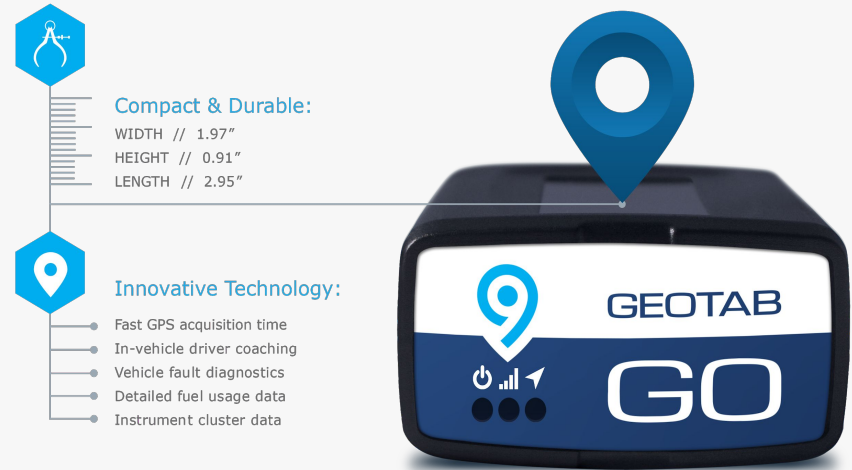 Compact & Durable:
WIDTH // 1.97”
HEIGHT // 0.91”
LENGTH // 2.95”
Innovative Technology:
Fast GPS acquisition time
In-vehicle driver coaching
Vehicle fault diagnostics
Detailed fuel usage data
Instrument cluster data
9
GEOTAB
GO